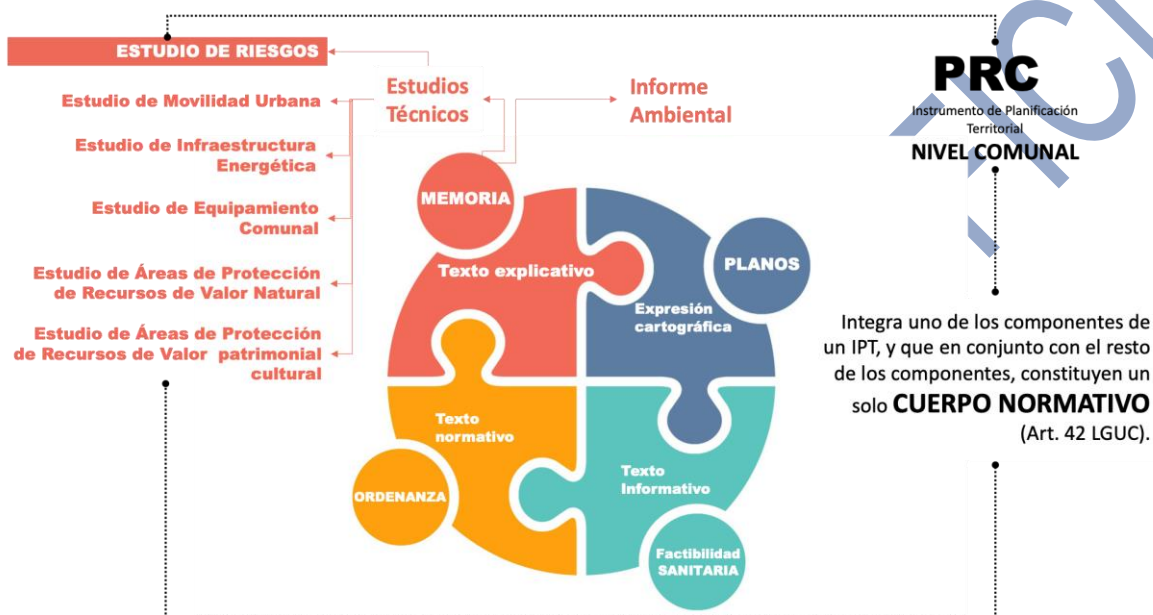 ESTUDIO DE RIESGOS
Estudio de Movilidad Urbana
Estudio de Infraestructura
Energética
Estudio de Equipamiento
Comunal
Estudio de Áreas de Protección
de Recursos de Valor Natural
Estudio de Áreas de Protección
de Recursos de Valor patrimonial
cultural
Estudios
Técnicos
Informe
Ambiental
MEMORIA
Texto explicativo
PLANOS
Expresión
cartográfica
Texto
normativo
ORDENANZA
Texto
Informativo
Factibilidad
SANITARIA
PRC
Instrumento de Planificación
Territorial
NIVEL COMUNAL
Integra uno de los componentes de
un IPT, y que en conjunto con el resto
de los componentes, constituyen un
solo CUERPO NORMATIVO
(Art. 42 LGUC).